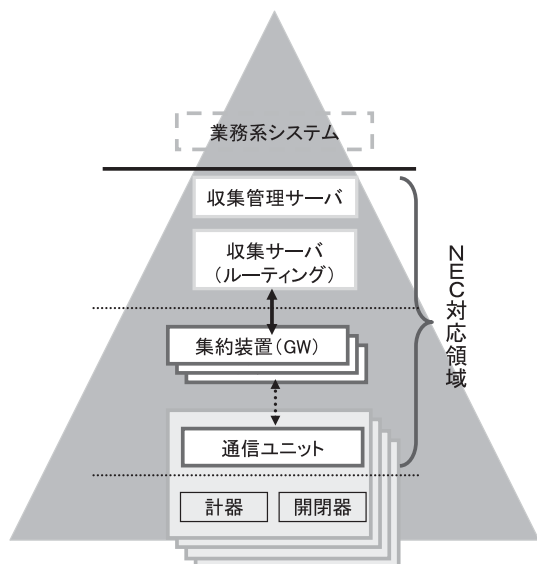 業務系システム
収集管理サーバ
収集サーバ
(ルーティング)
集約装置(GW)
通信ユニット
計器
開閉器
NEC対応領域